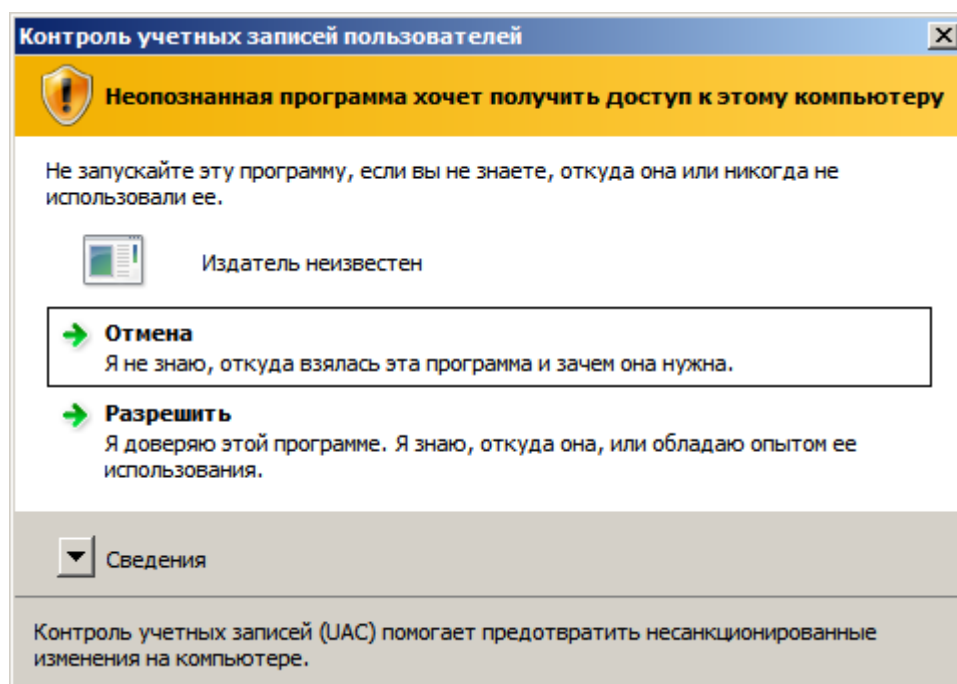 Контроль учетных записей пользователей
Неопознанная программа хочет получить доступ к этому компьютеру
Не запускайте эту программу, если вы не знаете, откуда она или никогда не
использовали ее.
Издатель неизвестен
Отмена
Я не знаю, откуда взялась эта программа и зачем она нужна.
Разрешить
Я доверяю этой программе. Я знаю, откуда она, или обладаю опытом ее
использования.
Сведения
Контроль учетных записей (UAC) помогает предотвратить несанкционированные
изменения на компьютере.